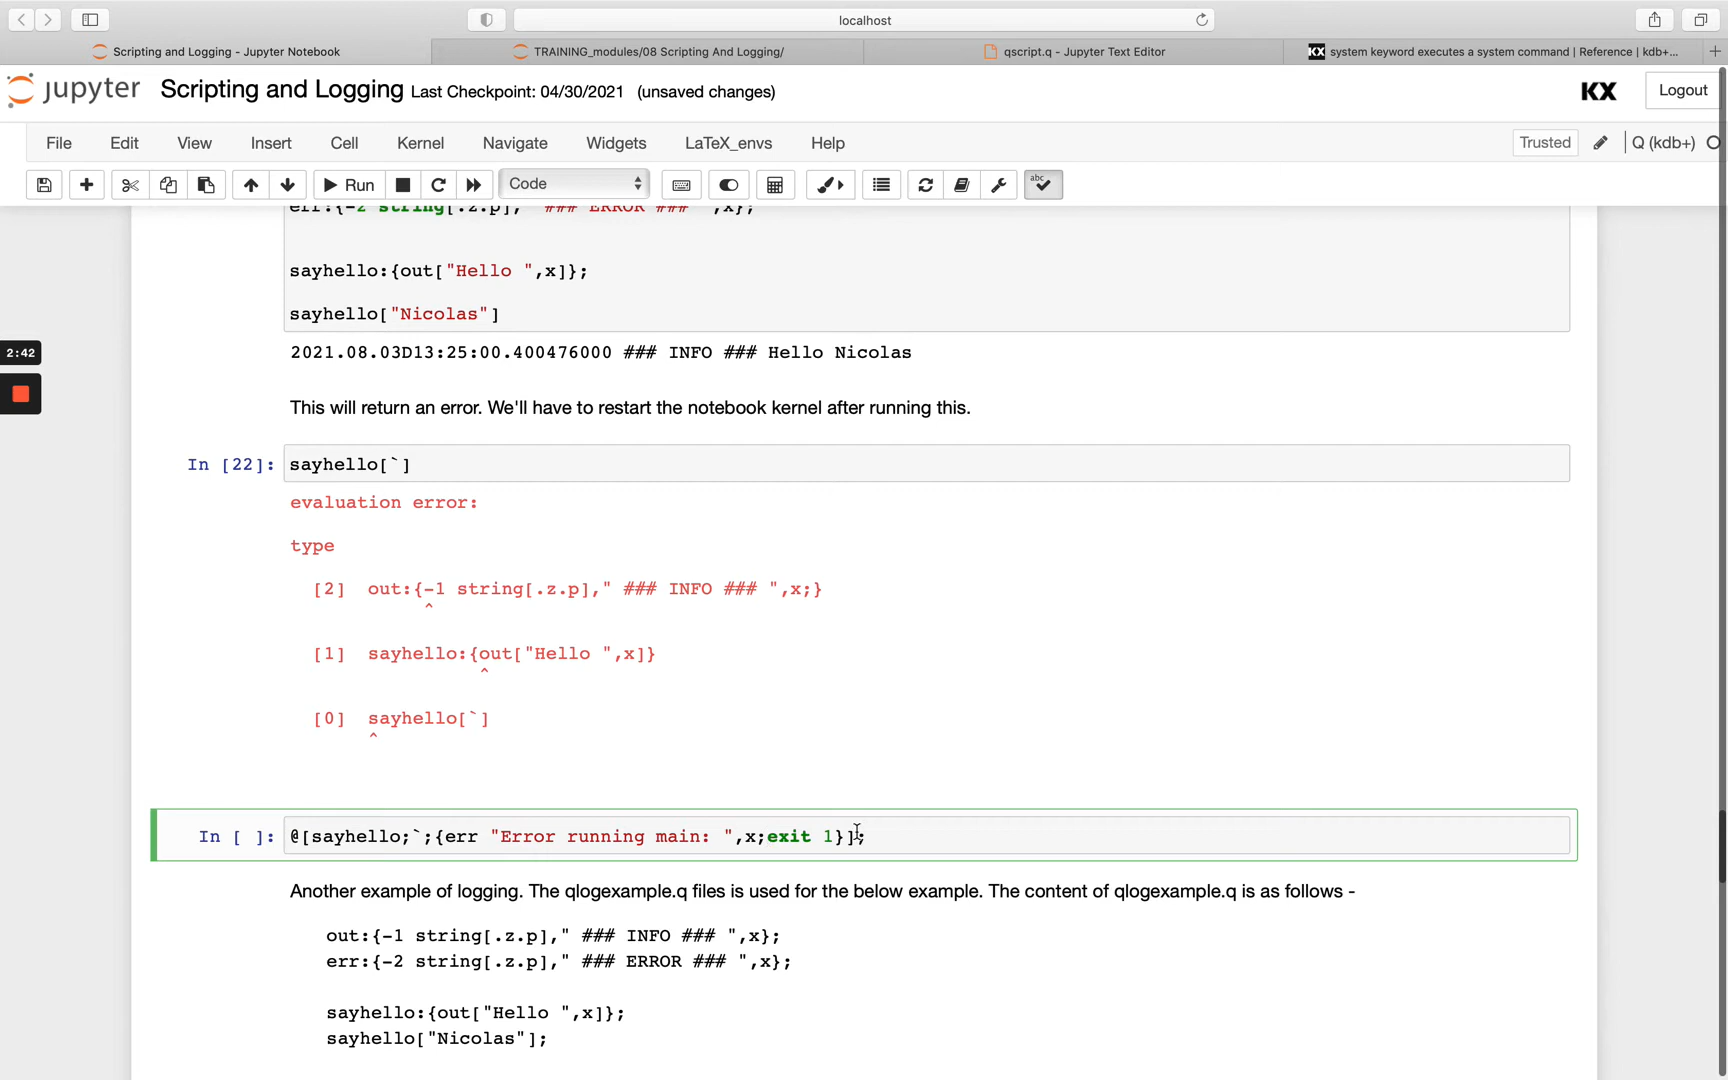 localhost
Scripting and Logging - Jupyter Notebook
TRAINING_modules/08 Scripting And Logging/
qscript.q - Jupyter Text Editor
KX system keyword executes a system command | Reference | kdb+...
jupyter Scripting and Logging Last Checkpoint: 04/30/2021 (unsaved changes)
KX
Logout
File Edit View Insert Cell Kernel Navigate Widgets LaTeX_envs Help
Trusted
Q (kdb+)
Run
Code
abc
err:{-2 string[.z.p]," ### ERROR ### ",x};
sayhello:{out["Hello ",x]};
sayhello["Nicolas"]
2021.08.03D13:25:00.400476000 ### INFO ### Hello Nicolas
2:42
This will return an error. We'll have to restart the notebook kernel after running this.
In [22]: sayhello[`]
evaluation error:
type
[2] out:{-1 string[.z.p]," ### INFO ### ",x;}
^
[1] sayhello:{out["Hello ",x]}
^
[0] sayhello[`]
^
In [ ]: @[sayhello;`;{err "Error running main: ",x;exit 1}];
Another example of logging. The qlogexample.q files is used for the below example. The content of qlogexample.q is as follows -
out:{-1 string[.z.p]," ### INFO ### ",x};
err:{-2 string[.z.p]," ### ERROR ### ",x};
sayhello:{out["Hello ",x]};
sayhello["Nicolas"];